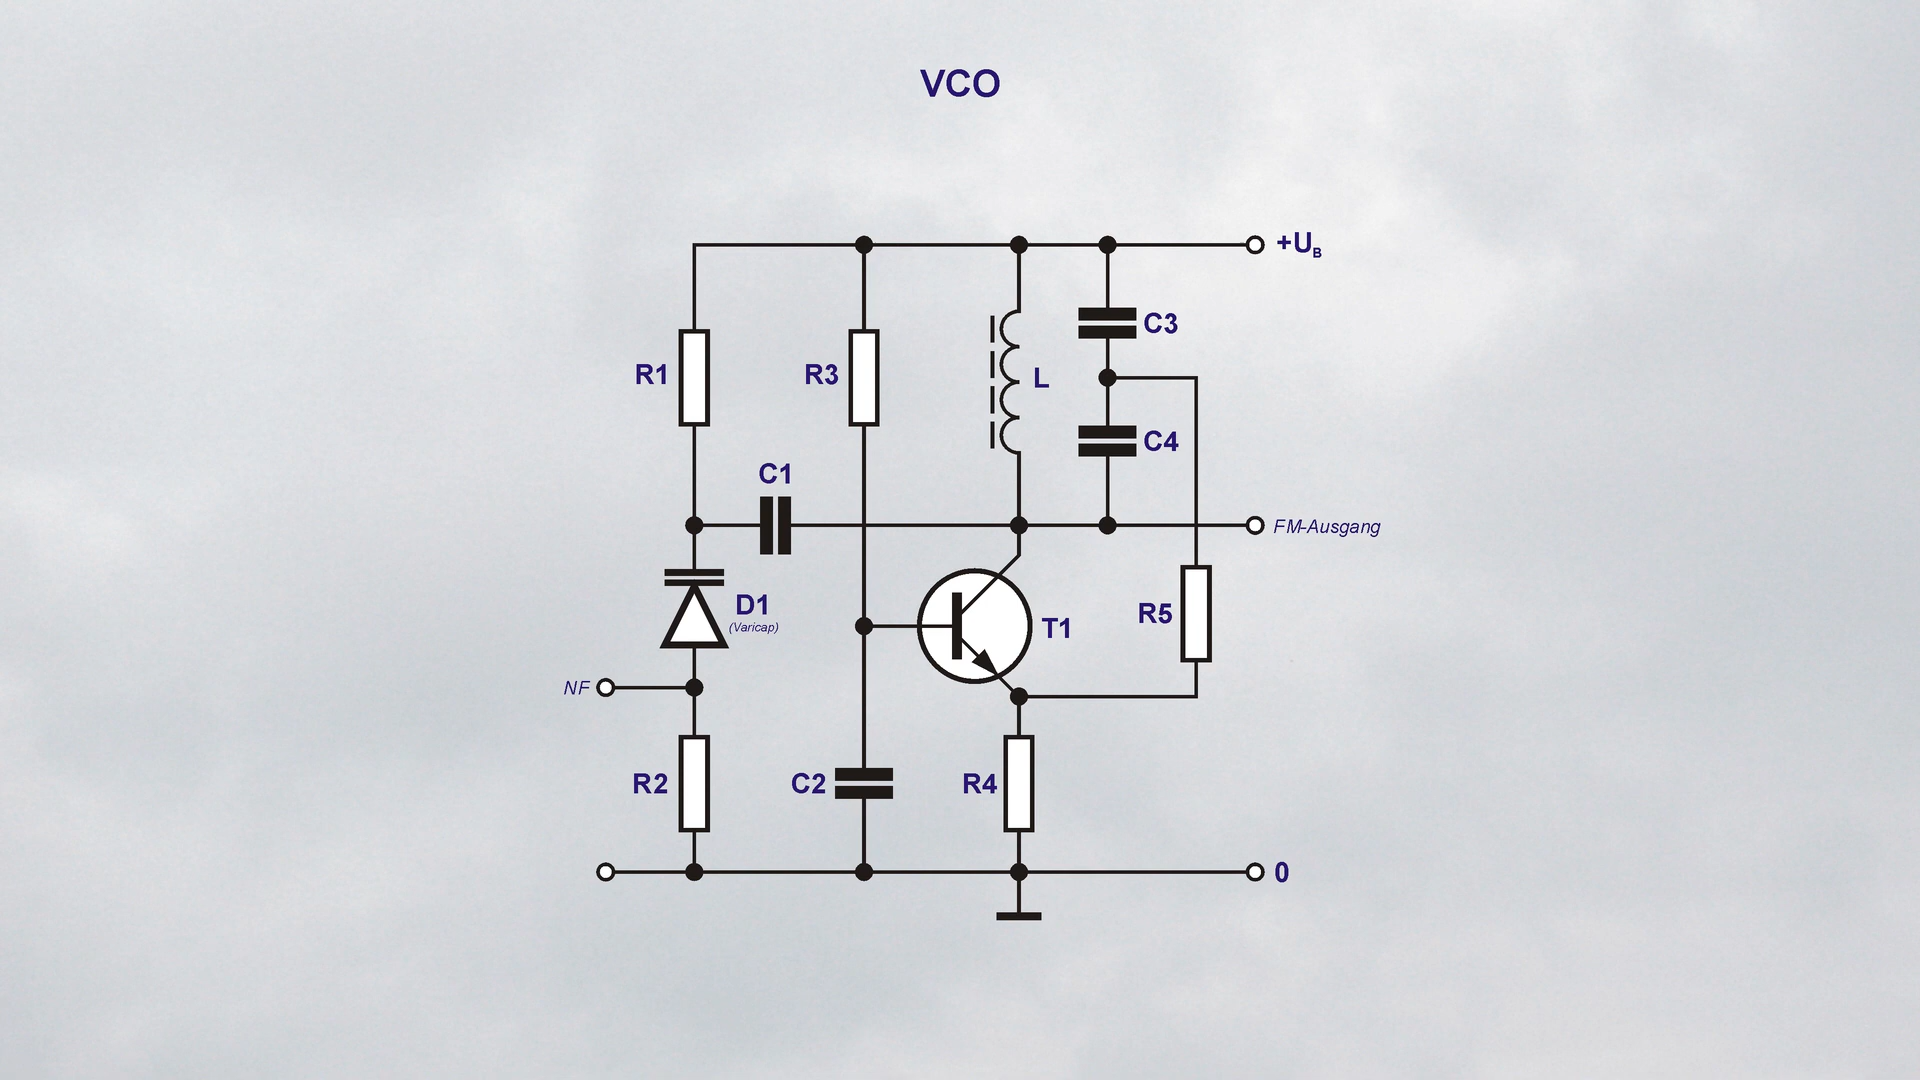 VCO
+UB
C3
R1
R3
L
C4
C1
FM-Ausgang
D1
(Varicap)
R5
T1
NF
R2
C2
R4
0